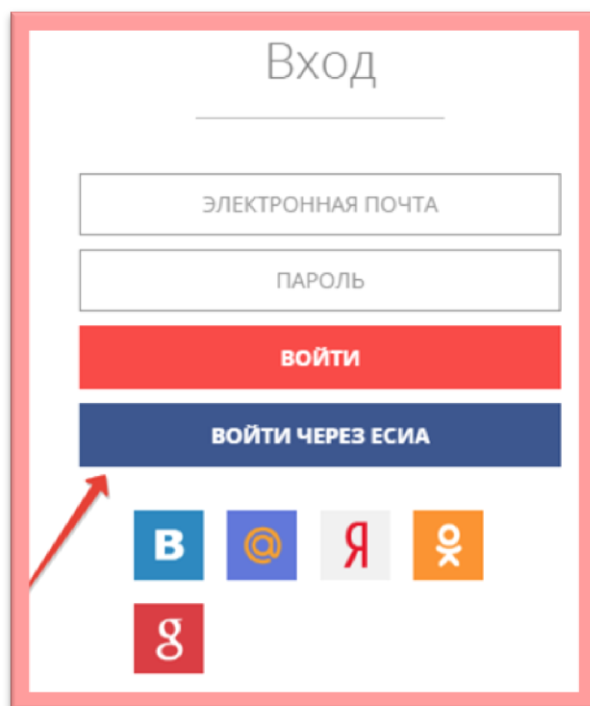 Вход
ЭЛЕКТРОННАЯ ПОЧТА
ПАРОЛЬ
ВОЙТИ
ВОЙТИ ЧЕРЕЗ ЕСИА
В @ Я
g